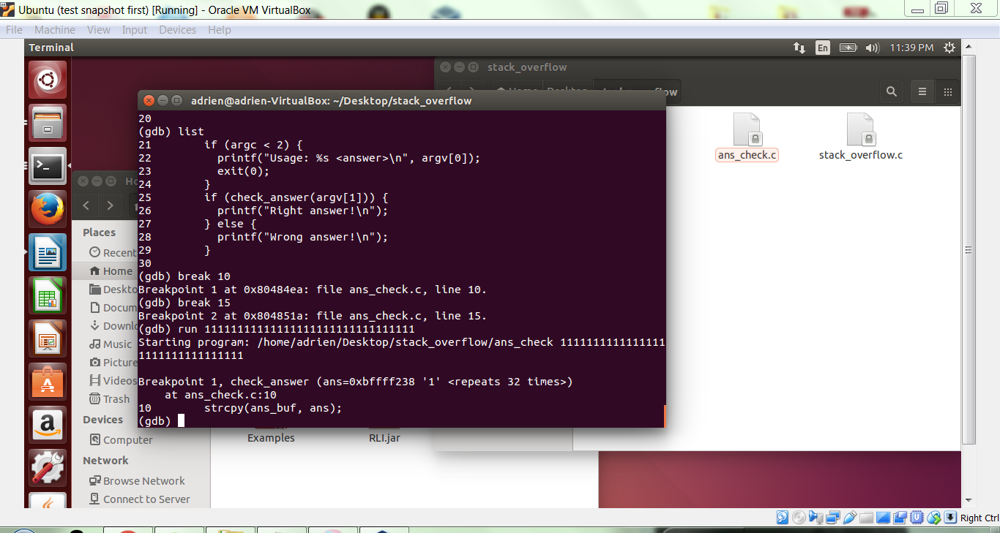 Ubuntu (test snapshot first) [Running] - Oracle VM VirtualBox
File Machine View Input Devices Help
Terminal
En
11:39 PM
stack_overflow
adrien@adrien-VirtualBox: ~/Desktop/stack_overflow
20
(gdb) list
21        if (argc < 2) {
22          printf("Usage: %s <answer>\n", argv[0]);
23          exit(0);
24        }
25        if (check_answer(argv[1])) {
26          printf("Right answer!\n");
27        } else {
28          printf("Wrong answer!\n");
29        }
30
(gdb) break 10
Breakpoint 1 at 0x80484ea: file ans_check.c, line 10.
(gdb) break 15
Breakpoint 2 at 0x804851a: file ans_check.c, line 15.
(gdb) run 11111111111111111111111111111111
Starting program: /home/adrien/Desktop/stack_overflow/ans_check 1111111111111111
1111111111111111
Breakpoint 1, check_answer (ans=0xbffff238 '1' <repeats 32 times>)
    at ans_check.c:10
10        strcpy(ans_buf, ans);
(gdb)
ans_check.c
stack_overflow.c
Places
Recent
Home
Deskto
Docum
Downl
Music
Picture
Videos
Trash
Devices
Computer
Network
Browse Network
Connect to Server
Examples
RLI.jar
Right Ctrl